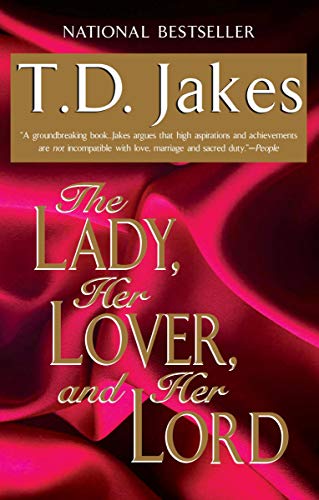 NATIONAL BESTSELLER
T.D. Jakes
"A groundbreaking book...Jakes argues that high aspirations and achievements
are not incompatible with love, marriage and sacred duty."—People
The
LADY,
Her
LOVER,
and Her
LORD